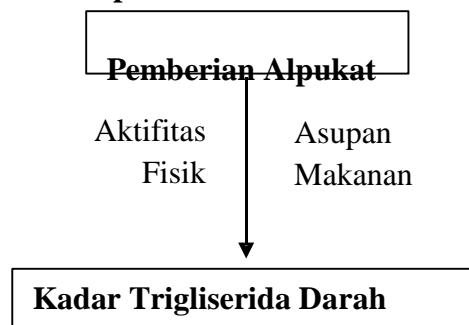 Pemberian Alpukat
Aktifitas
Fisik
Asupan
Makanan
Kadar Trigliserida Darah